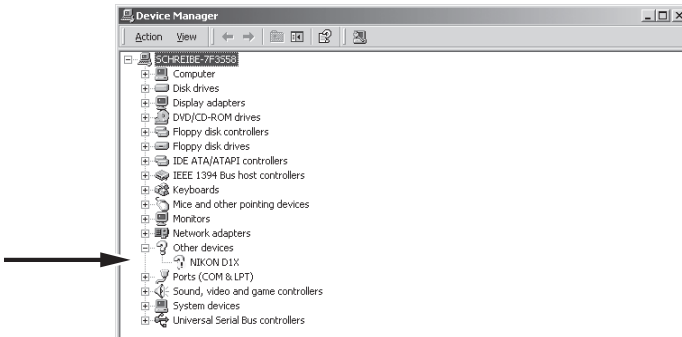 Device Manager
Action View
SCHREIBE-7F3558
Computer
Disk drives
Display adapters
DVD/CD-ROM drives
Floppy disk controllers
Floppy disk drives
IDE ATA/ATAPI controllers
IEEE 1394 Bus host controllers
Keyboards
Mice and other pointing devices
Monitors
Network adapters
Other devices
NIKON D1X
Ports (COM & LPT)
Sound, video and game controllers
System devices
Universal Serial Bus controllers